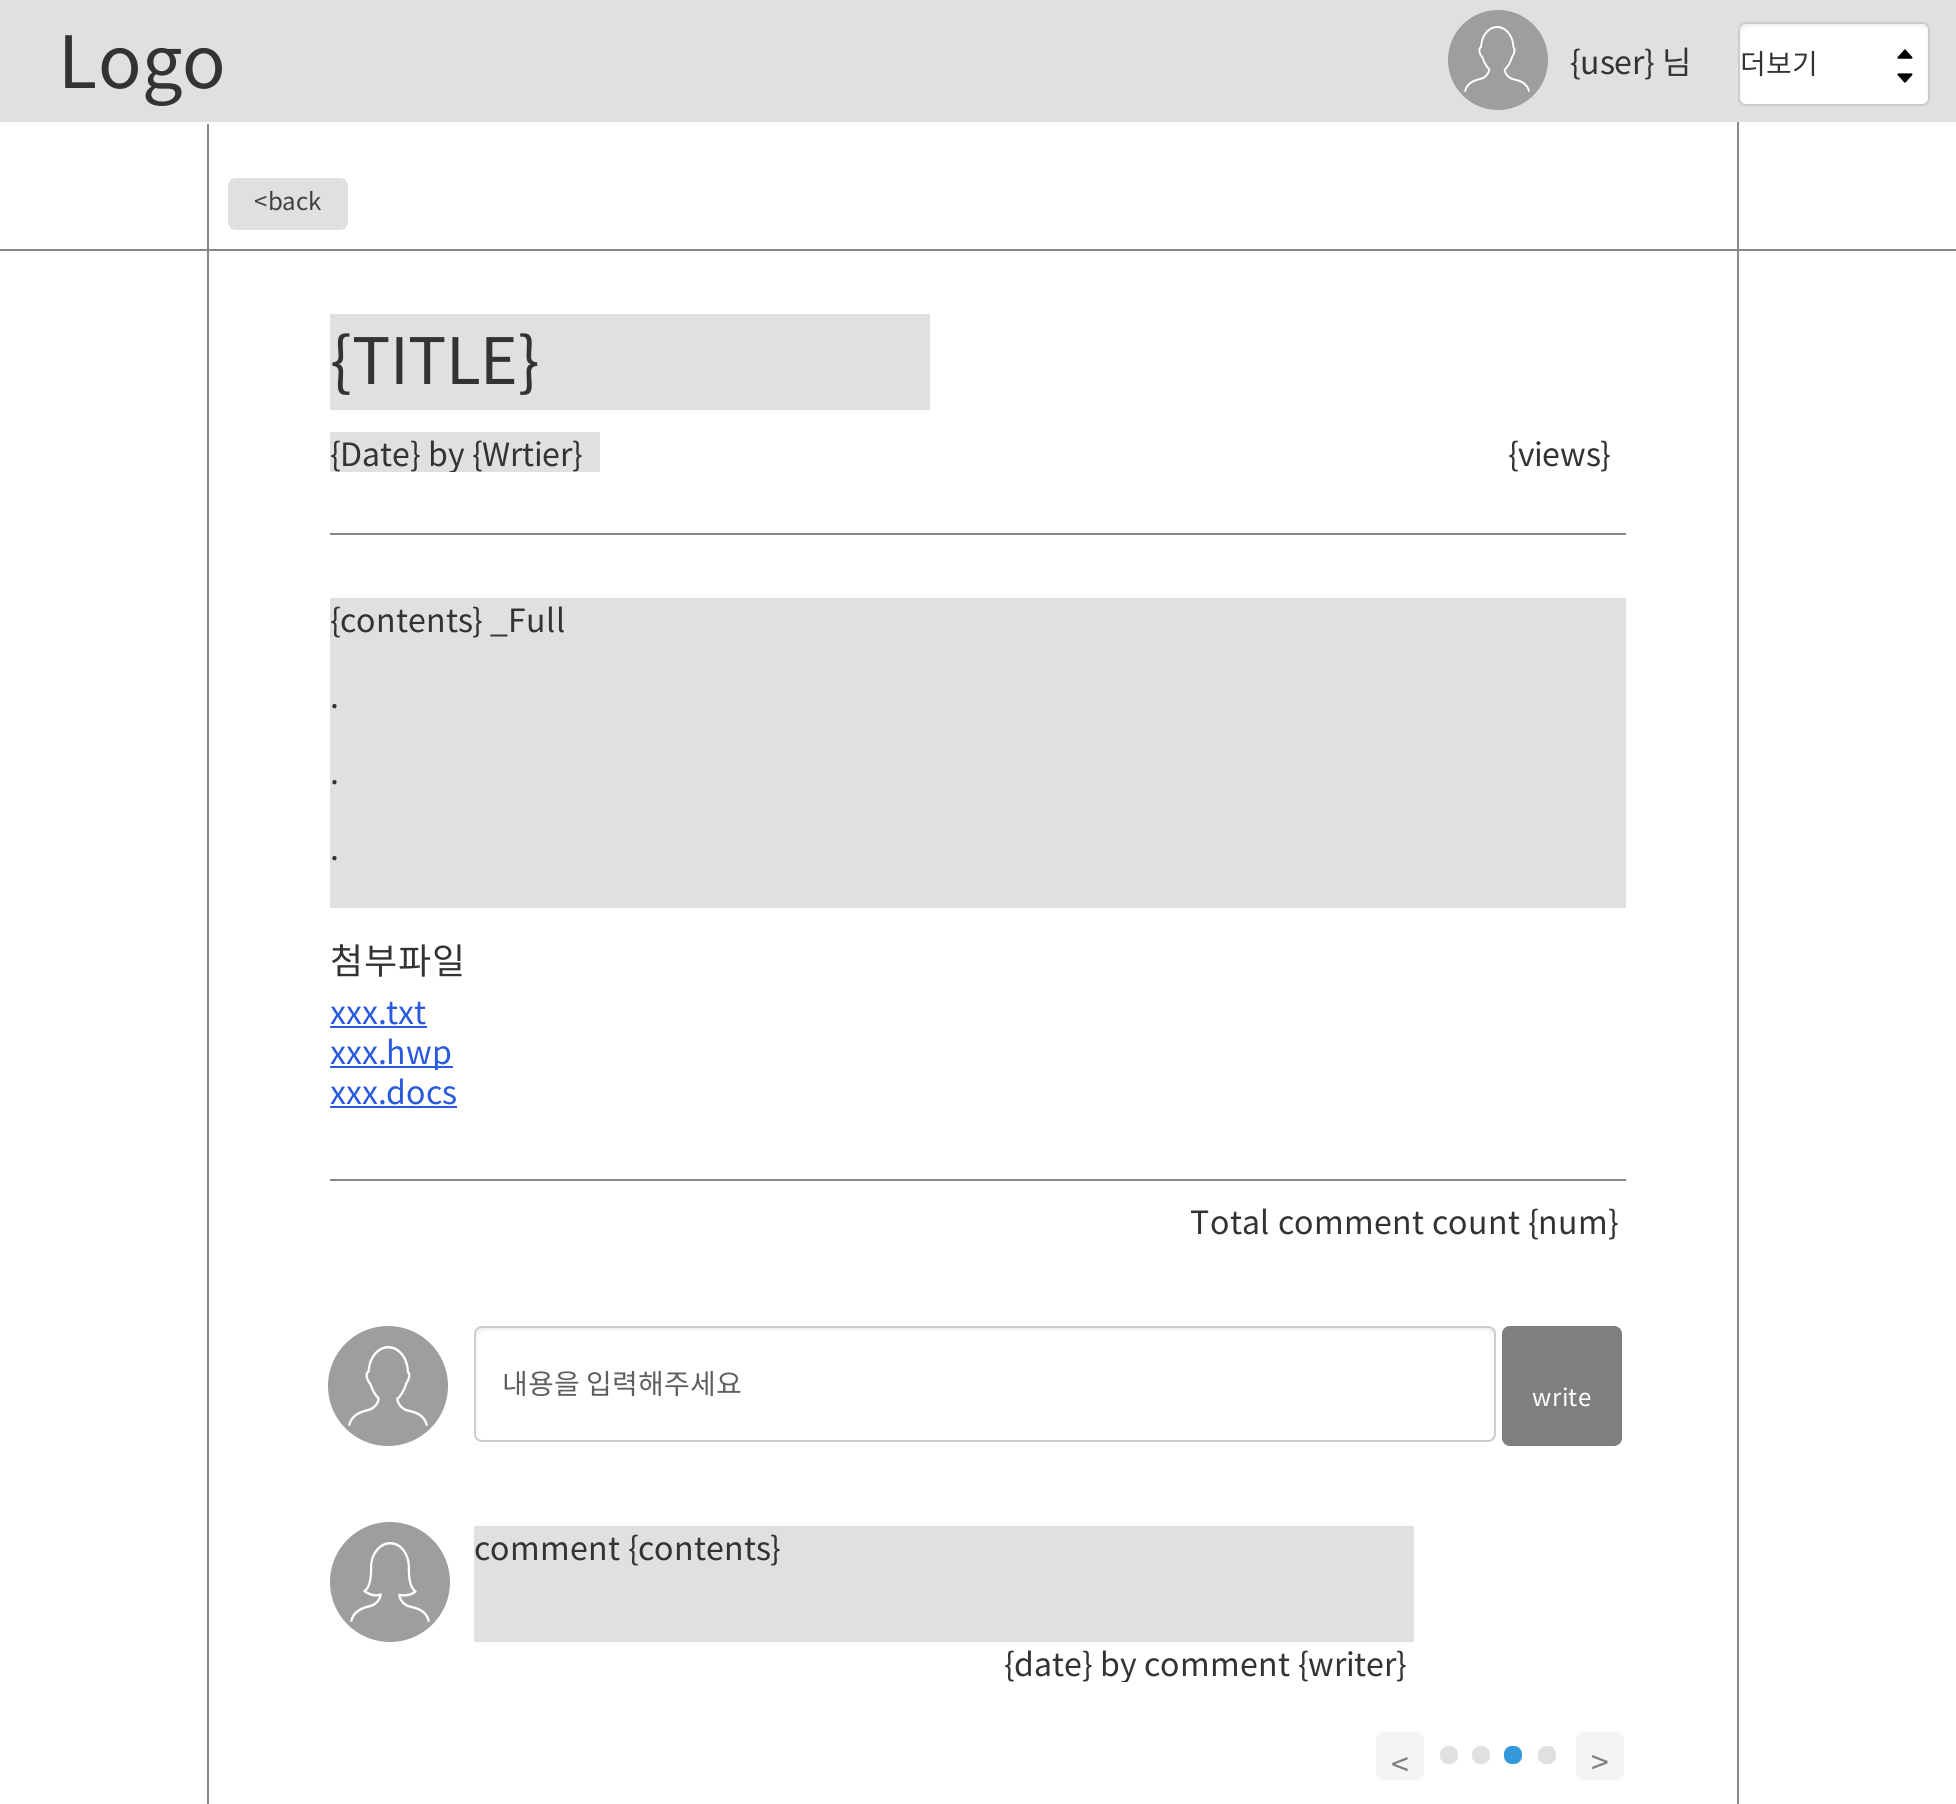 Logo
{user} 님
더보기
<back
{TITLE}
{Date} by {Wrtier}
{views}
{contents} _Full
.
.
.
첨부파일
xxx.txt
xxx.hwp
xxx.docs
Total comment count {num}
내용을 입력해주세요
write
comment {contents}
{date} by comment {writer}
<
>